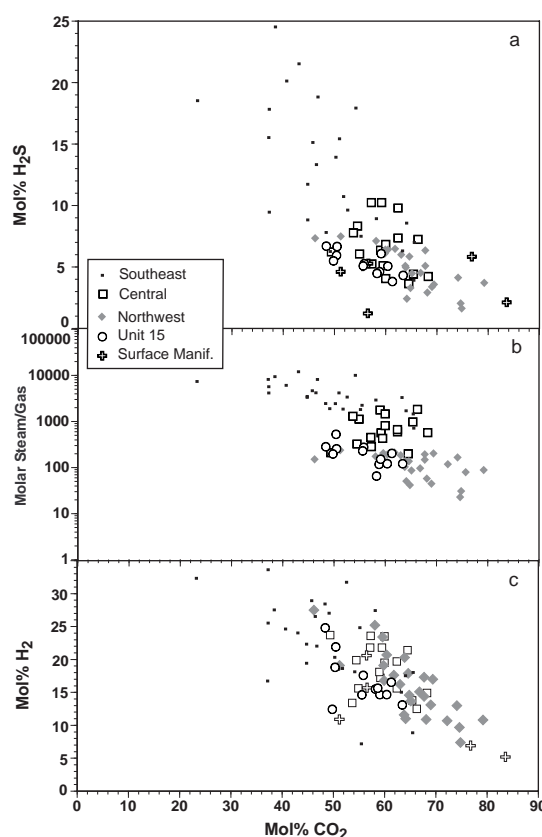 25
20
15
10
5
0
Mol% H2S
a
Southeast
Central
Northwest
Unit 15
Surface Manif.
100000
10000
1000
100
10
1
Molar Steam/Gas
b
30
25
20
15
10
5
0
Mol% H2
c
0 10 20 30 40 50 60 70 80 90
Mol% CO2